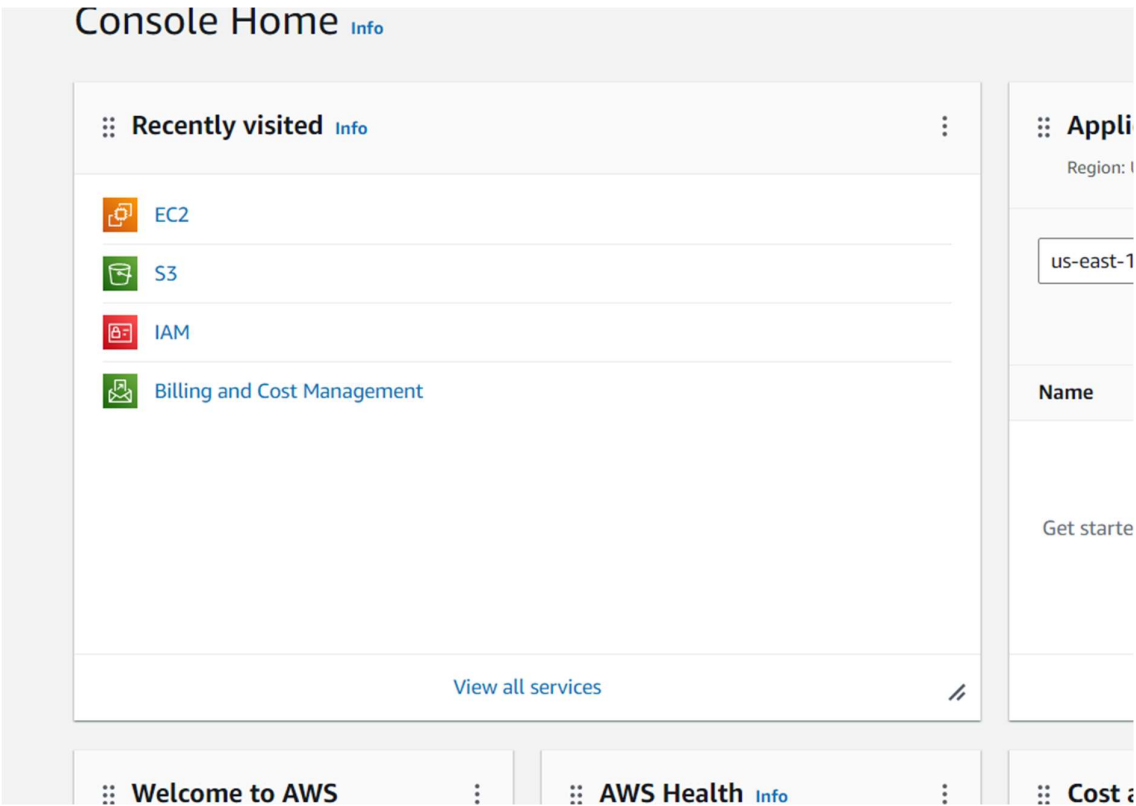 Console Home Info
Recently visited Info
EC2
S3
IAM
Billing and Cost Management
View all services
Appli
Region:
us-east-1
Name
Get starte
Welcome to AWS
AWS Health Info
Cost